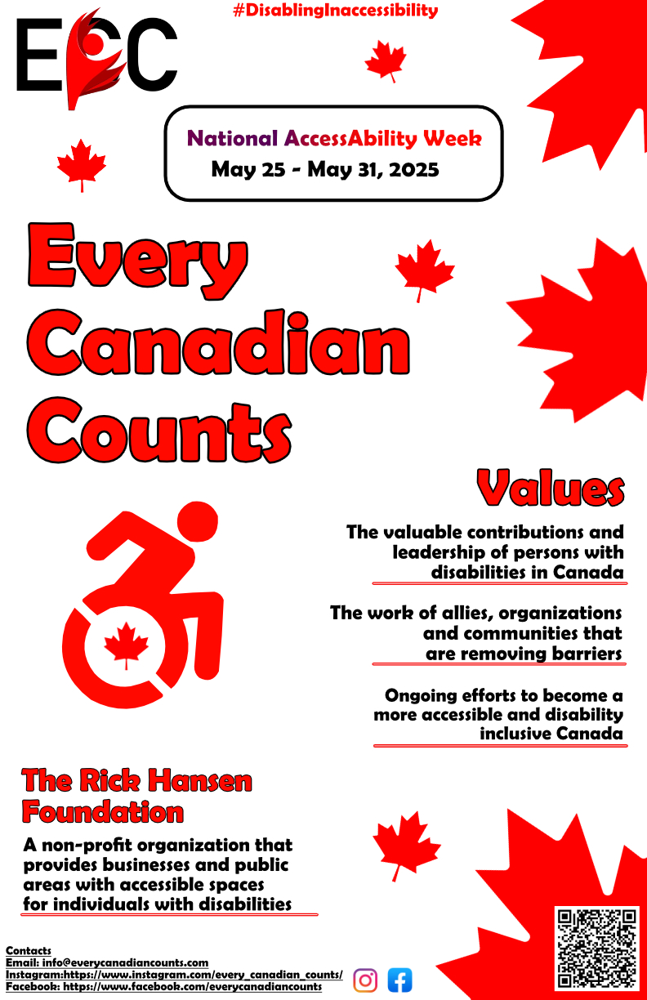 #DisablingInaccessibility
ECC
National AccessAbility Week
May 25 - May 31, 2025
Every
Canadian
Counts
Values
The valuable contributions and
leadership of persons with
disabilities in Canada
The work of allies, organizations
and communities that
are removing barriers
Ongoing efforts to become a
more accessible and disability
inclusive Canada
The Rick Hansen
Foundation
A non-profit organization that
provides businesses and public
areas with accessible spaces
for individuals with disabilities
Contacts
Email: info@everycanadiancounts.com
Instagram:https://www.instagram.com/every_canadian_counts/
Facebook: https://www.facebook.com/everycanadiancounts